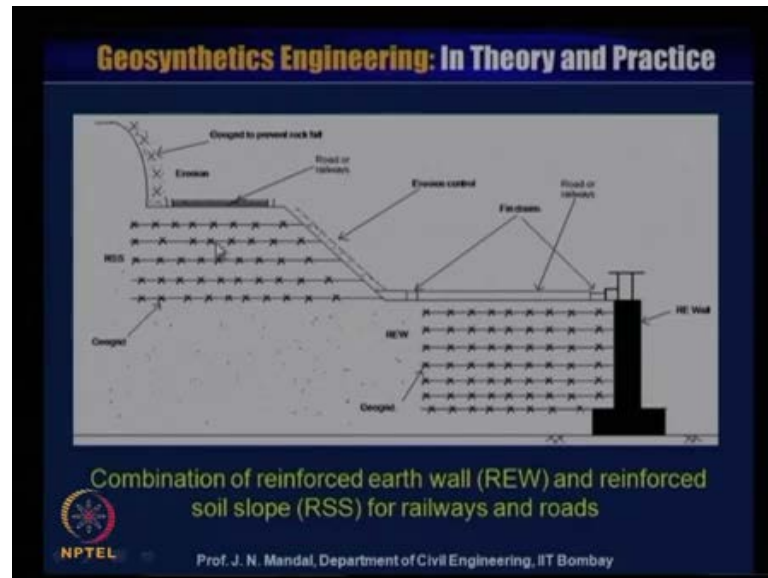 Geosynthetics Engineering: In Theory and Practice
Geogrid to prevent rock fall
Erosion
Road or
railways
Erosion control
Fin drains
Road or
railways
RSS
Geogrid
REW
RE Wall
Geogrid
Combination of reinforced earth wall (REW) and reinforced
soil slope (RSS) for railways and roads
NPTEL
Prof. J. N. Mandal, Department of Civil Engineering, IIT Bombay